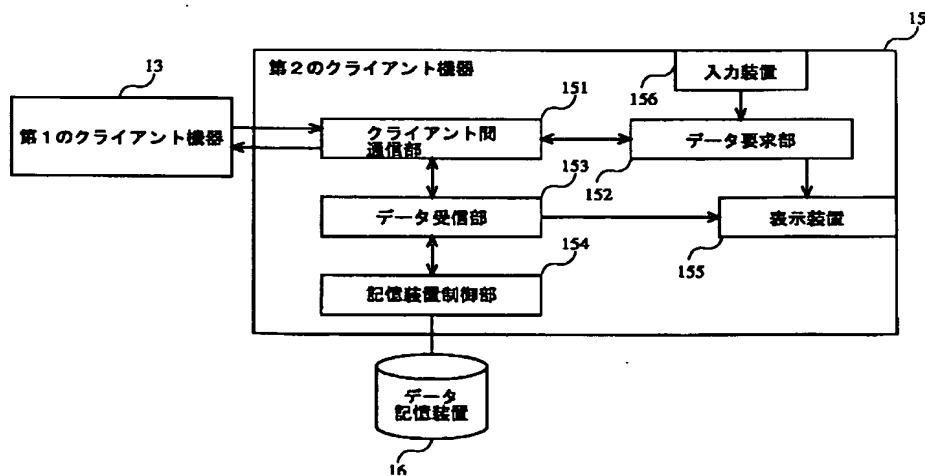 15
第2のクライアント機器
13
第1のクライアント機器
156
入力装置
151
クライアント間
通信部
データ要求部
152
153
データ受信部
表示装置
155
154
記憶装置制御部
データ
記憶装置
16